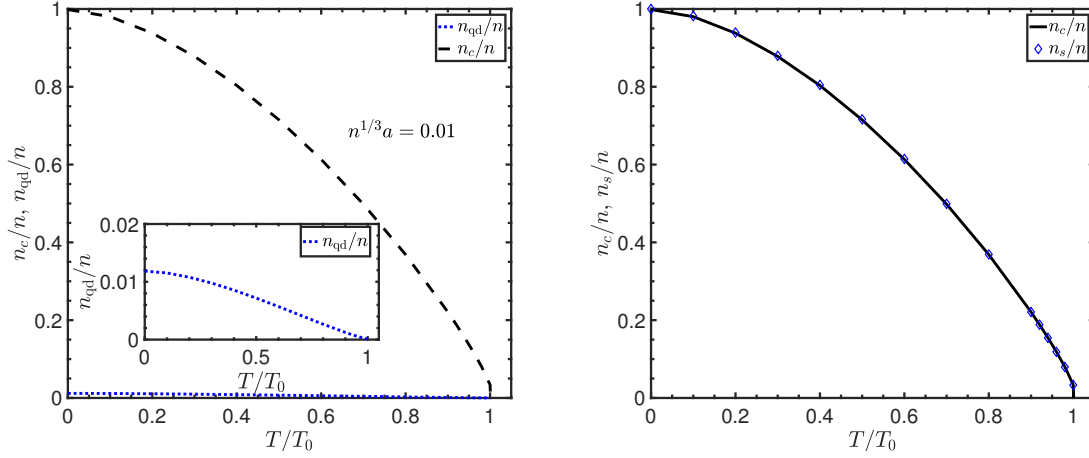 1
0.8
0.6
0.4
0.2
0
n_c/n, n_qd/n
n_qd/n
n_c/n
n^{1/3}a = 0.01
0.02
0.01
0
n_qd/n
n_qd/n
0 0.5 1
T/T_0
0 0.2 0.4 0.6 0.8 1
T/T_0
1
0.8
0.6
0.4
0.2
0
n_c/n, n_s/n
n_c/n
n_s/n
0 0.2 0.4 0.6 0.8 1
T/T_0